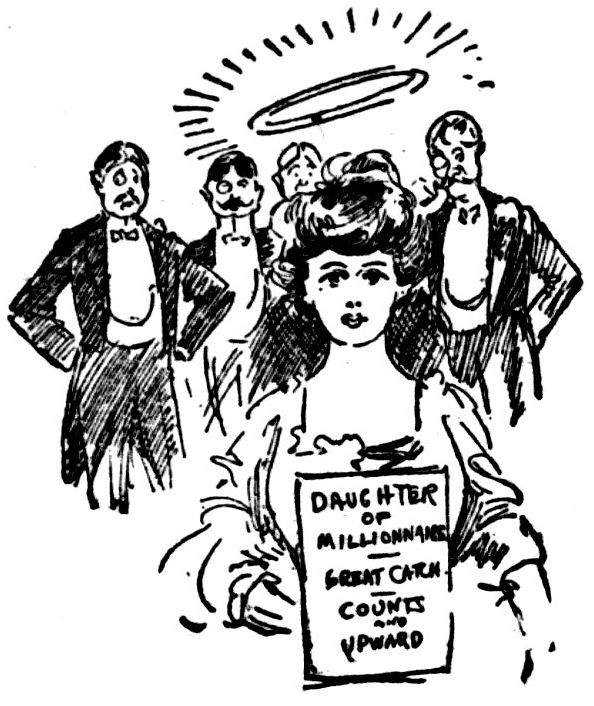 DAUGHTER
OF
MILLIONNAIRE
GREAT CATCH
COUNTS
AND
UPWARD